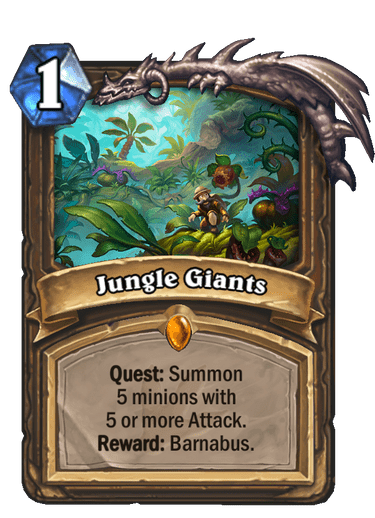 1
Jungle Giants
Quest: Summon
5 minions with
5 or more Attack.
Reward: Barnabus.